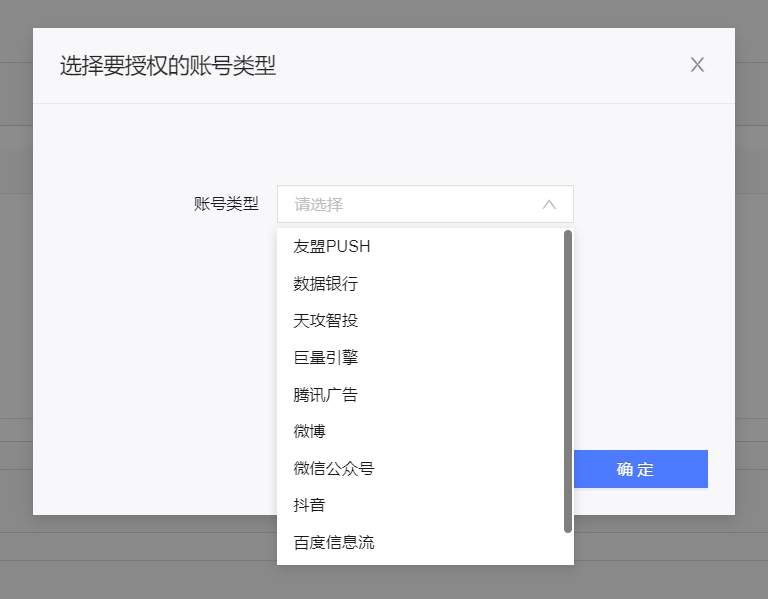 选择要授权的账号类型
账号类型
请选择
友盟PUSH
数据银行
天攻智投
巨量引擎
腾讯广告
微博
微信公众号
抖音
百度信息流
确定